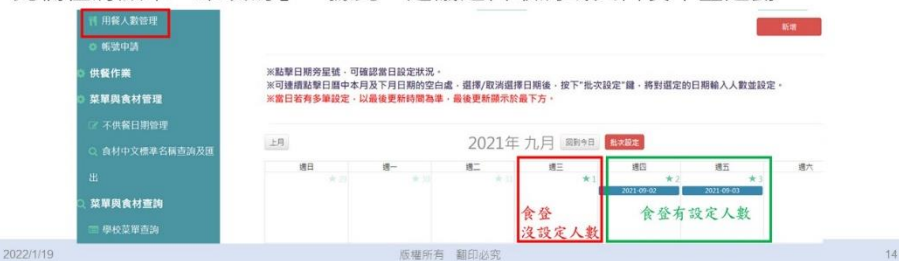 用餐人數管理
新增
帳號申請
供餐作業
※點擊日期旁星號，可確認當日設定狀況。
※可連續點擊日曆中本月及下月日期的空白處，選擇/取消選擇日期後，按下"批次設定"鍵，將對選定的日期輸入人數並設定。
菜單與食材管理
※當日若有多筆設定，以最後更新時間為準，最後更新顯示於最下方。
不供餐日期管理
上月
2021年 九月
回到今日
批次設定
食材中文標準名稱查詢及匯
出
週日 週一 週二 週三 週四 週五 週六
★ 29 ★ 30 ★ 31 ★ 1 ★ 2 ★ 3
2021-09-02 2021-09-03
菜單與食材查詢
食登
沒設定人數
食登有設定人數
學校菜單查詢
2022/1/19
版權所有 翻印必究
14